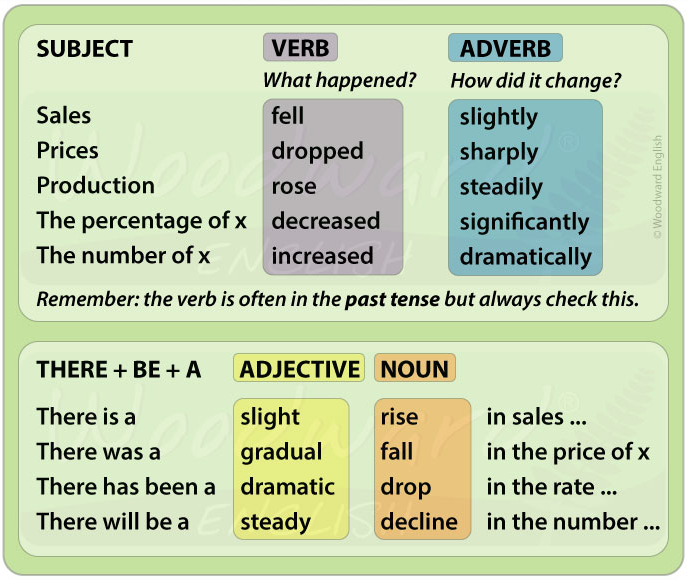 SUBJECT VERB ADVERB
What happened? How did it change?
Sales fell slightly
Prices dropped sharply
Production rose steadily
The percentage of x decreased significantly
The number of x increased dramatically
Remember: the verb is often in the past tense but always check this.
© Woodward English
Woodward ®
ENGLISH
THERE + BE + A ADJECTIVE NOUN
There is a slight rise in sales ...
There was a gradual fall in the price of x
There has been a dramatic drop in the rate ...
There will be a steady decline in the number ...
Woodward ®
ENGLISH